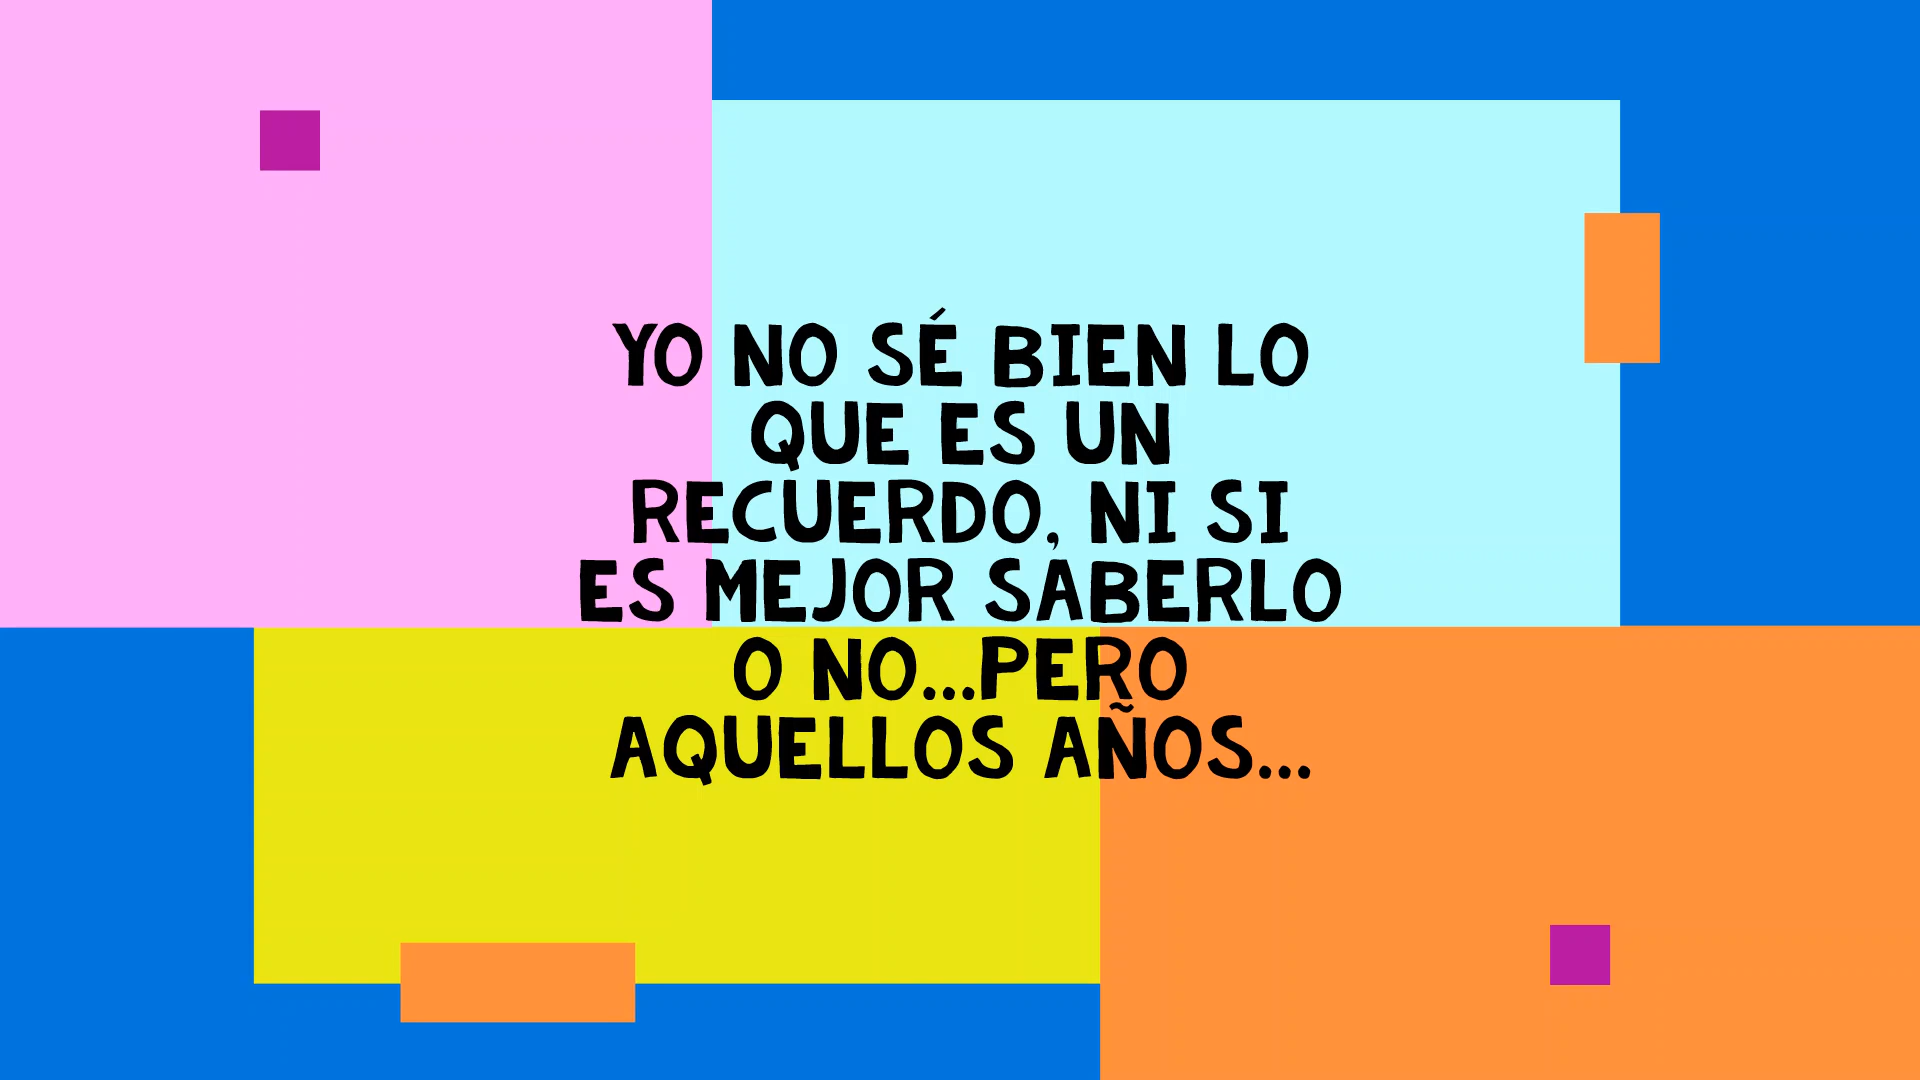 YO NO SÉ BIEN LO
QUE ES UN
RECUERDO, NI SI
ES MEJOR SABERLO
O NO...PERO
AQUELLOS AÑOS...